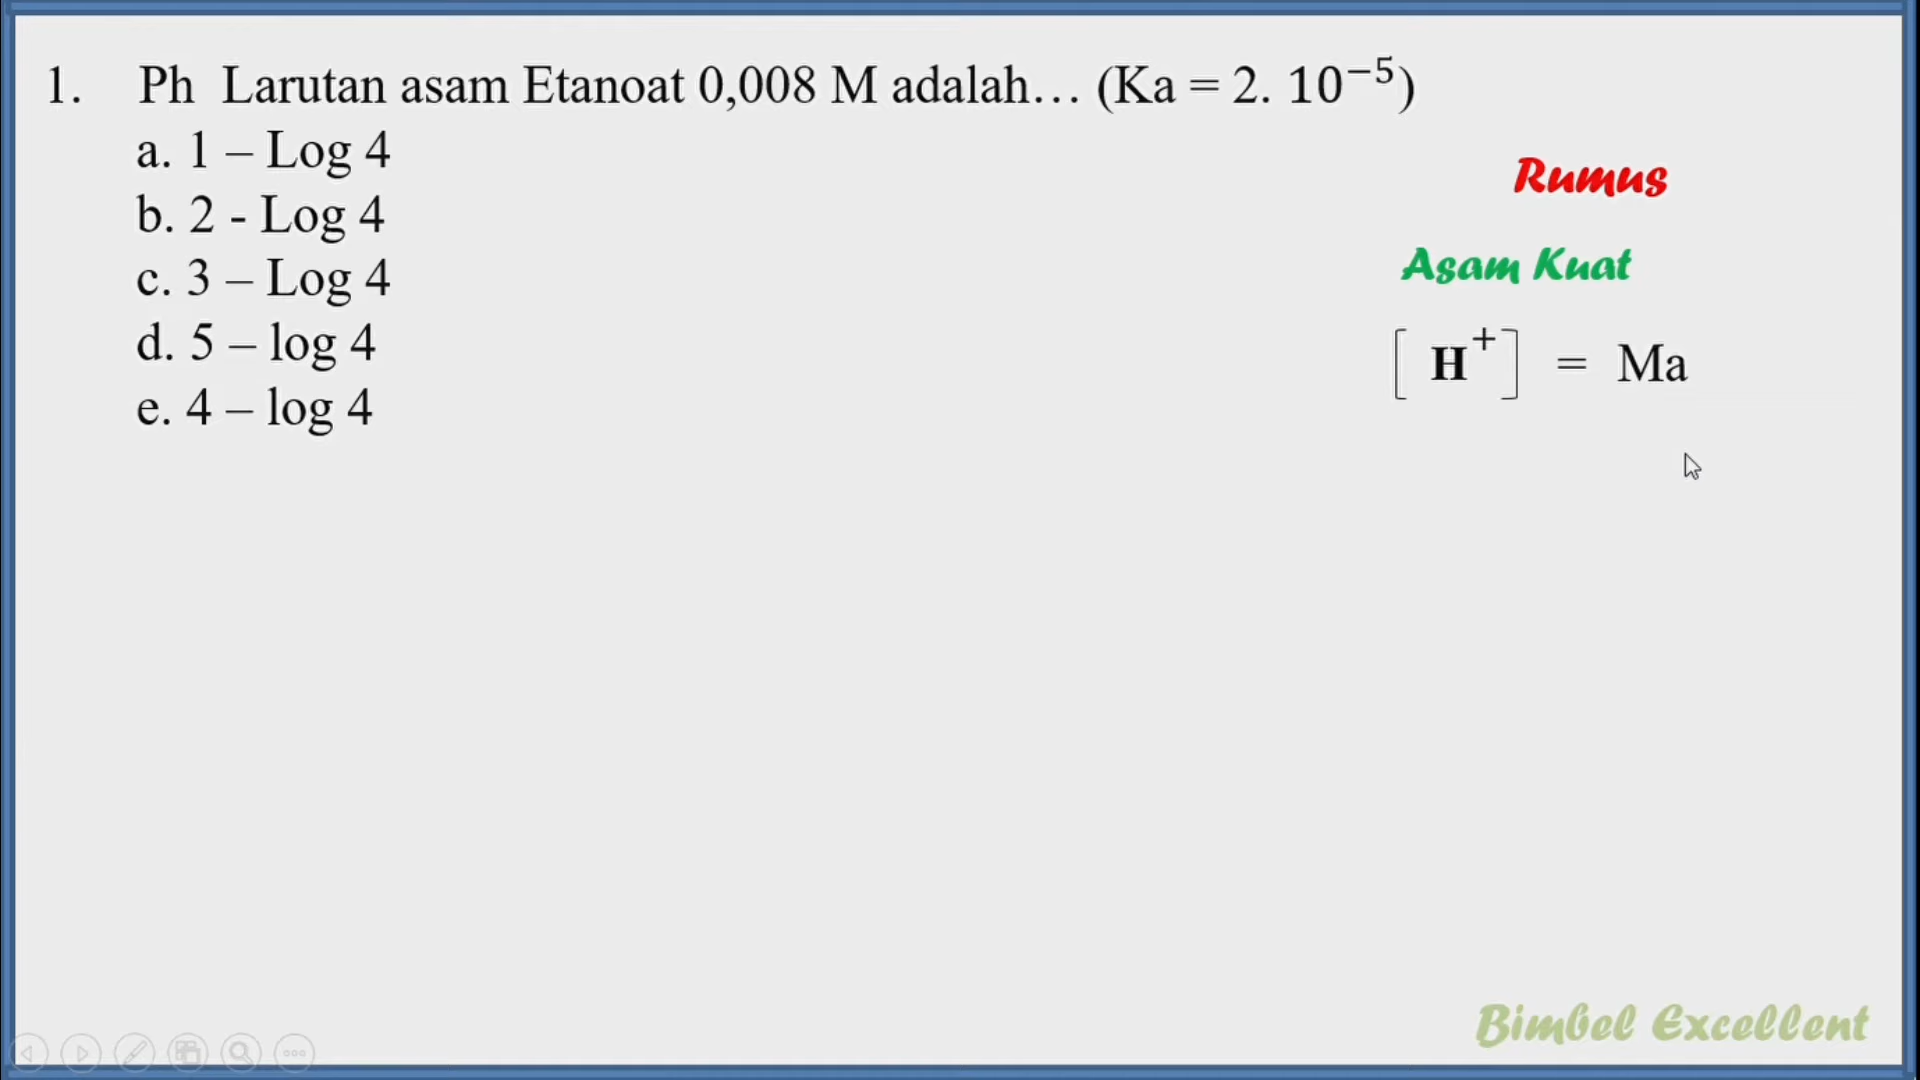 1. Ph Larutan asam Etanoat 0,008 M adalah… (Ka = 2. 10⁻⁵)
a. 1 – Log 4
b. 2 - Log 4
c. 3 – Log 4
d. 5 – log 4
e. 4 – log 4
Rumus
Asam Kuat
[ H⁺] = Ma
Bimbel Excellent